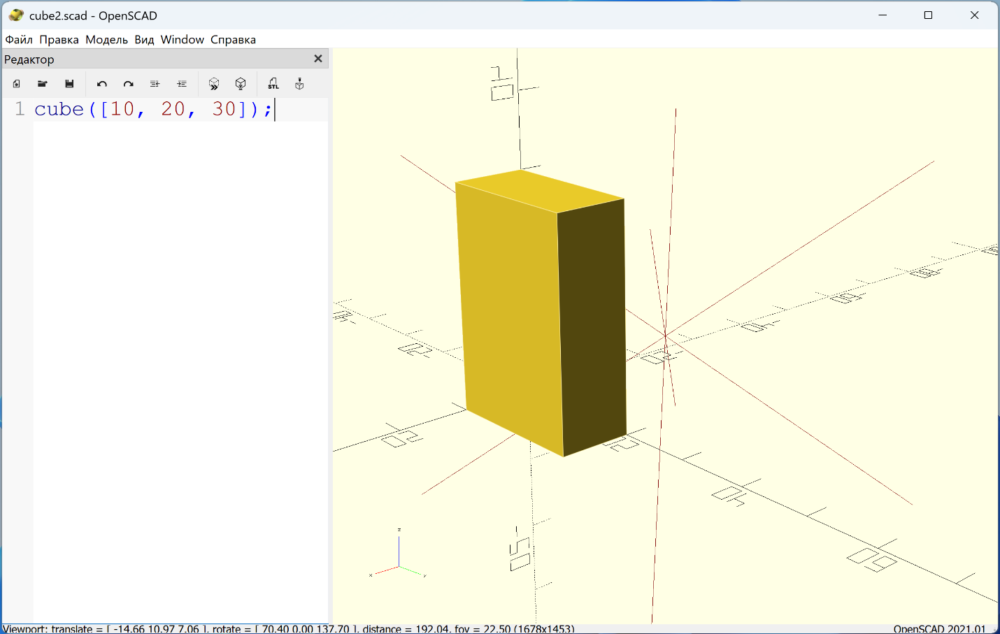 cube2.scad - OpenSCAD
Файл Правка Модель Вид Window Справка
Редактор
STL
1 cube([10, 20, 30]);
z
x
y
Viewport: translate = [ -14.66 10.97 7.06 ], rotate = [ 70.40 0.00 137.70 ], distance = 192.04, fov = 22.50 (1678x1453)
OpenSCAD 2021.01